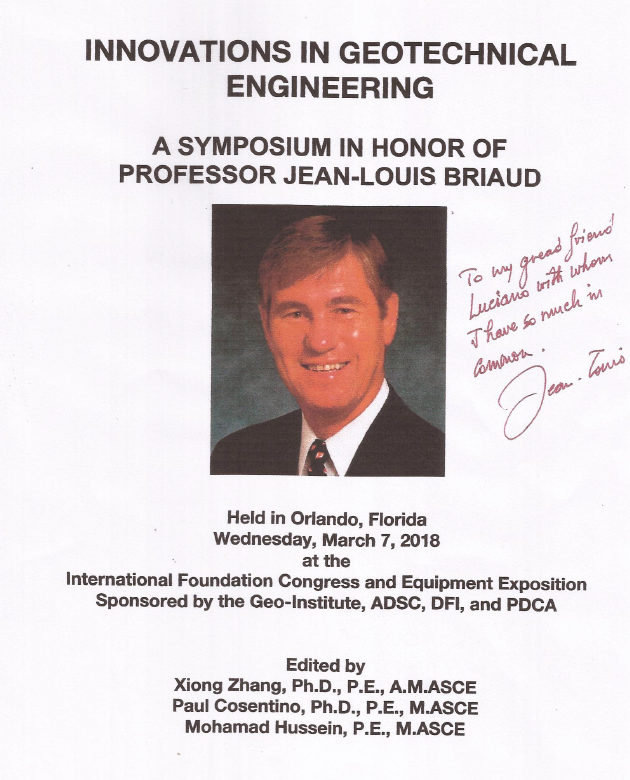 INNOVATIONS IN GEOTECHNICAL
ENGINEERING
A SYMPOSIUM IN HONOR OF
PROFESSOR JEAN-LOUIS BRIAUD
To my great friend
Luciano with whom
I have so much in
common.
Jean-Louis
Held in Orlando, Florida
Wednesday, March 7, 2018
at the
International Foundation Congress and Equipment Exposition
Sponsored by the Geo-Institute, ADSC, DFI, and PDCA
Edited by
Xiong Zhang, Ph.D., P.E., A.M.ASCE
Paul Cosentino, Ph.D., P.E., M.ASCE
Mohamad Hussein, P.E., M.ASCE